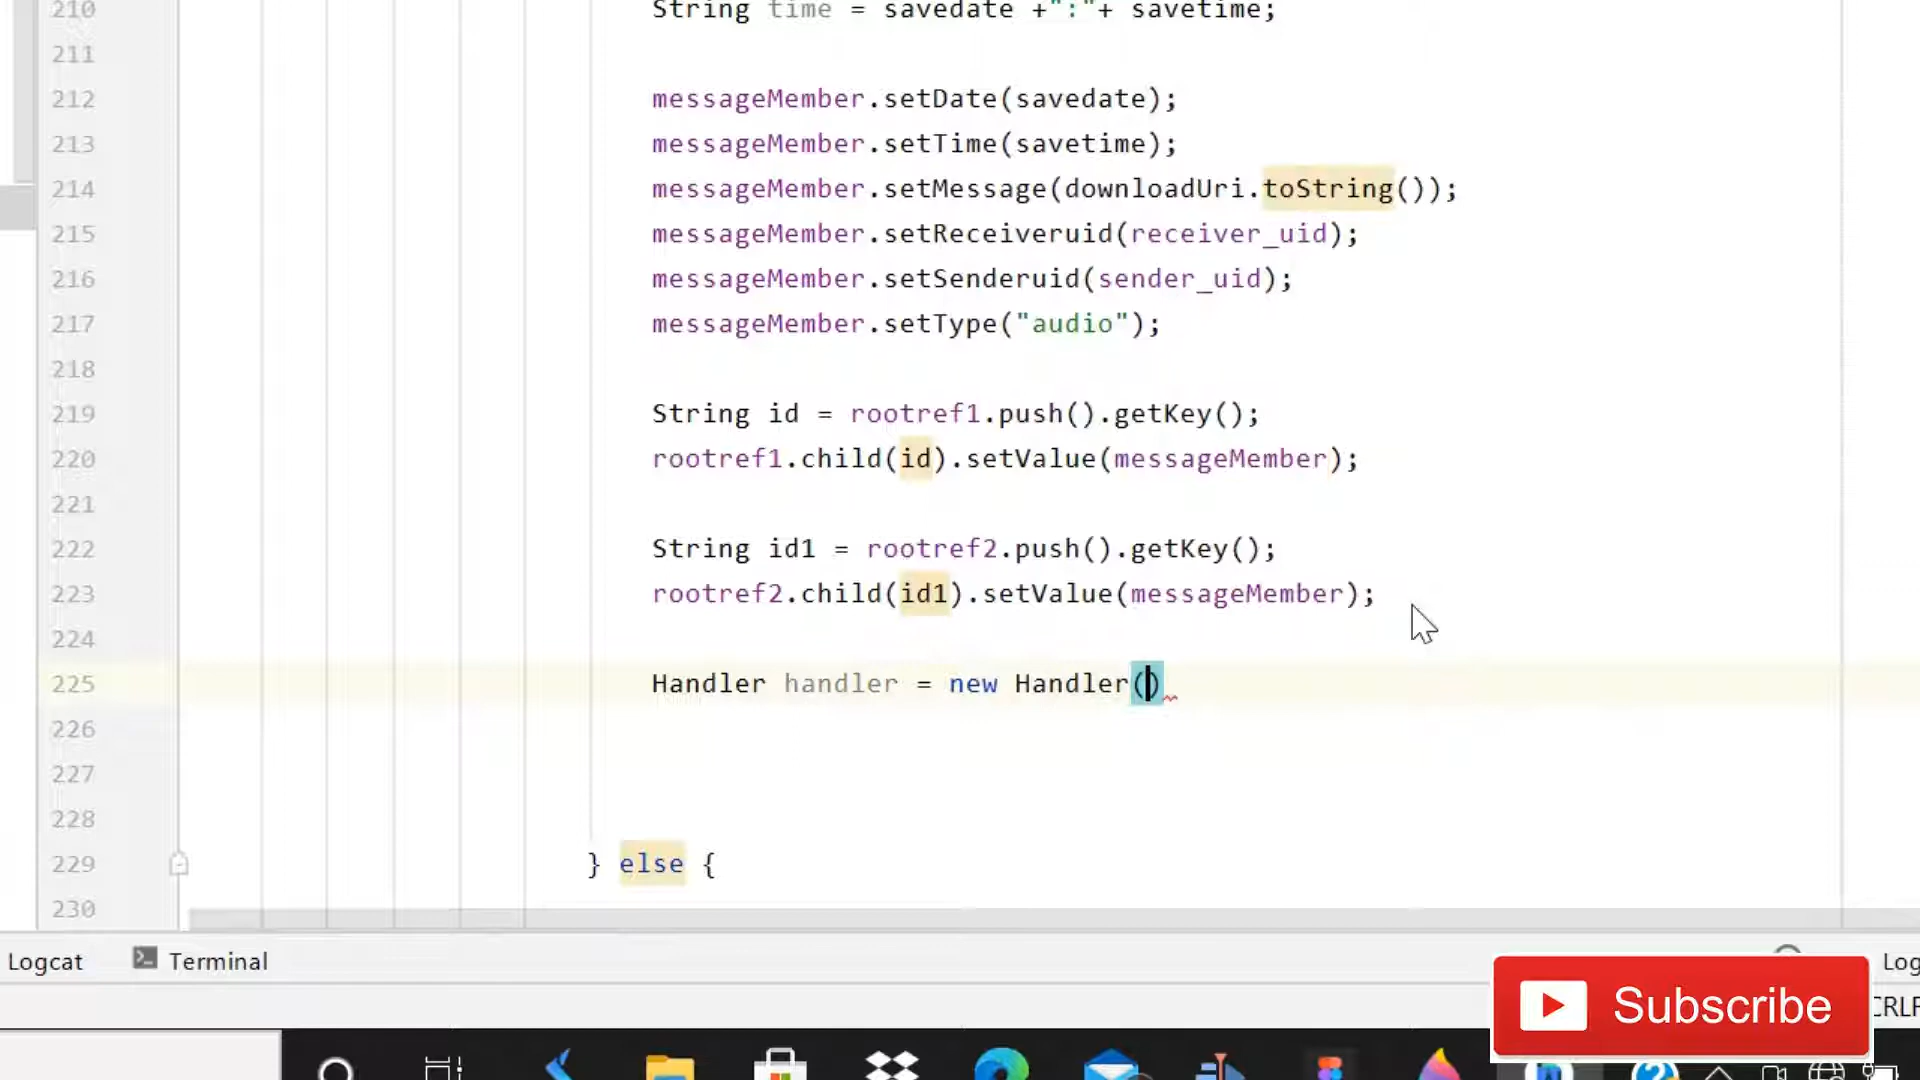 210 String time = savedate +":"+ savetime;
211
212 messageMember.setDate(savedate);
213 messageMember.setTime(savetime);
214 messageMember.setMessage(downloadUri.toString());
215 messageMember.setReceiveruid(receiver_uid);
216 messageMember.setSenderuid(sender_uid);
217 messageMember.setType("audio");
218
219 String id = rootref1.push().getKey();
220 rootref1.child(id).setValue(messageMember);
221
222 String id1 = rootref2.push().getKey();
223 rootref2.child(id1).setValue(messageMember);
224
225 Handler handler = new Handler()
226
227
228
229 } else {
230
Logcat Terminal
Subscribe